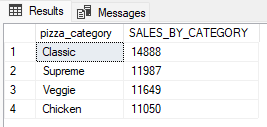 Results Messages
pizza_category SALES_BY_CATEGORY
1 Classic 14888
2 Supreme 11987
3 Veggie 11649
4 Chicken 11050